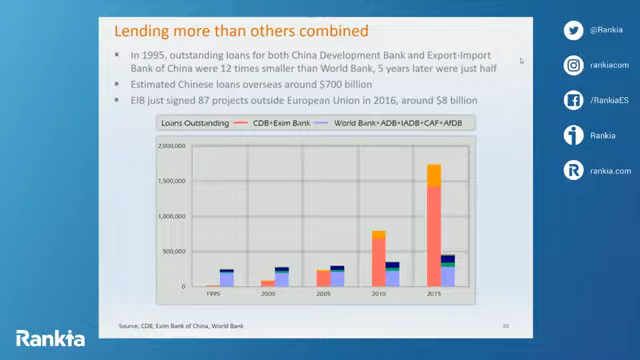 Lending more than others combined
In 1995, outstanding loans for both China Development Bank and Export-Import
Bank of China were 12 times smaller than World Bank, 5 years later were just half
Estimated Chinese loans overseas around $700 billion
EIB just signed 87 projects outside European Union in 2016, around $8 billion
Loans Outstanding CDB+Exim Bank World Bank+ADB+IADB+CAF+AfDB
2,000,000
1,500,000
1,000,000
500,000
0
1995 2000 2005 2010 2015
Source: CDB, Exim Bank of China, World Bank
@Rankia
rankiacom
/RankiaES
Rankia
rankia.com
Rankia